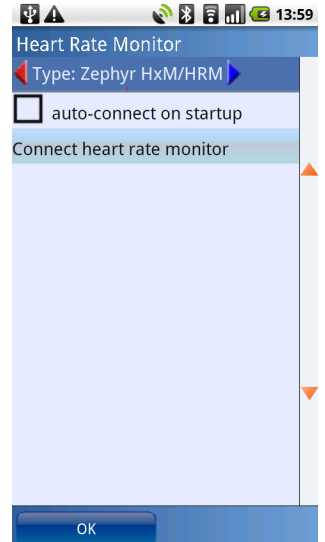 13:59
Heart Rate Monitor
Type: Zephyr HxM/HRM
auto-connect on startup
Connect heart rate monitor
OK